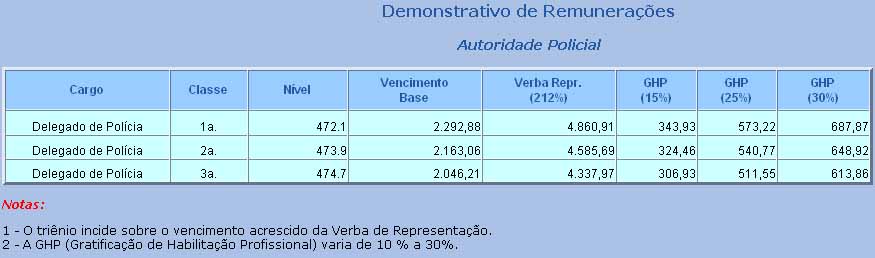 Demonstrativo de Remunerações
Autoridade Policial
Cargo Classe Nível Vencimento Base Verba Repr. (212%) GHP (15%) GHP (25%) GHP (30%)
Delegado de Polícia 1a. 472.1 2.292,88 4.860,91 343,93 573,22 687,87
Delegado de Polícia 2a. 473.9 2.163,06 4.585,69 324,46 540,77 648,92
Delegado de Polícia 3a. 474.7 2.046,21 4.337,97 306,93 511,55 613,86
Notas:
1 - O triênio incide sobre o vencimento acrescido da Verba de Representação.
2 - A GHP (Gratificação de Habilitação Profissional) varia de 10 % a 30%.